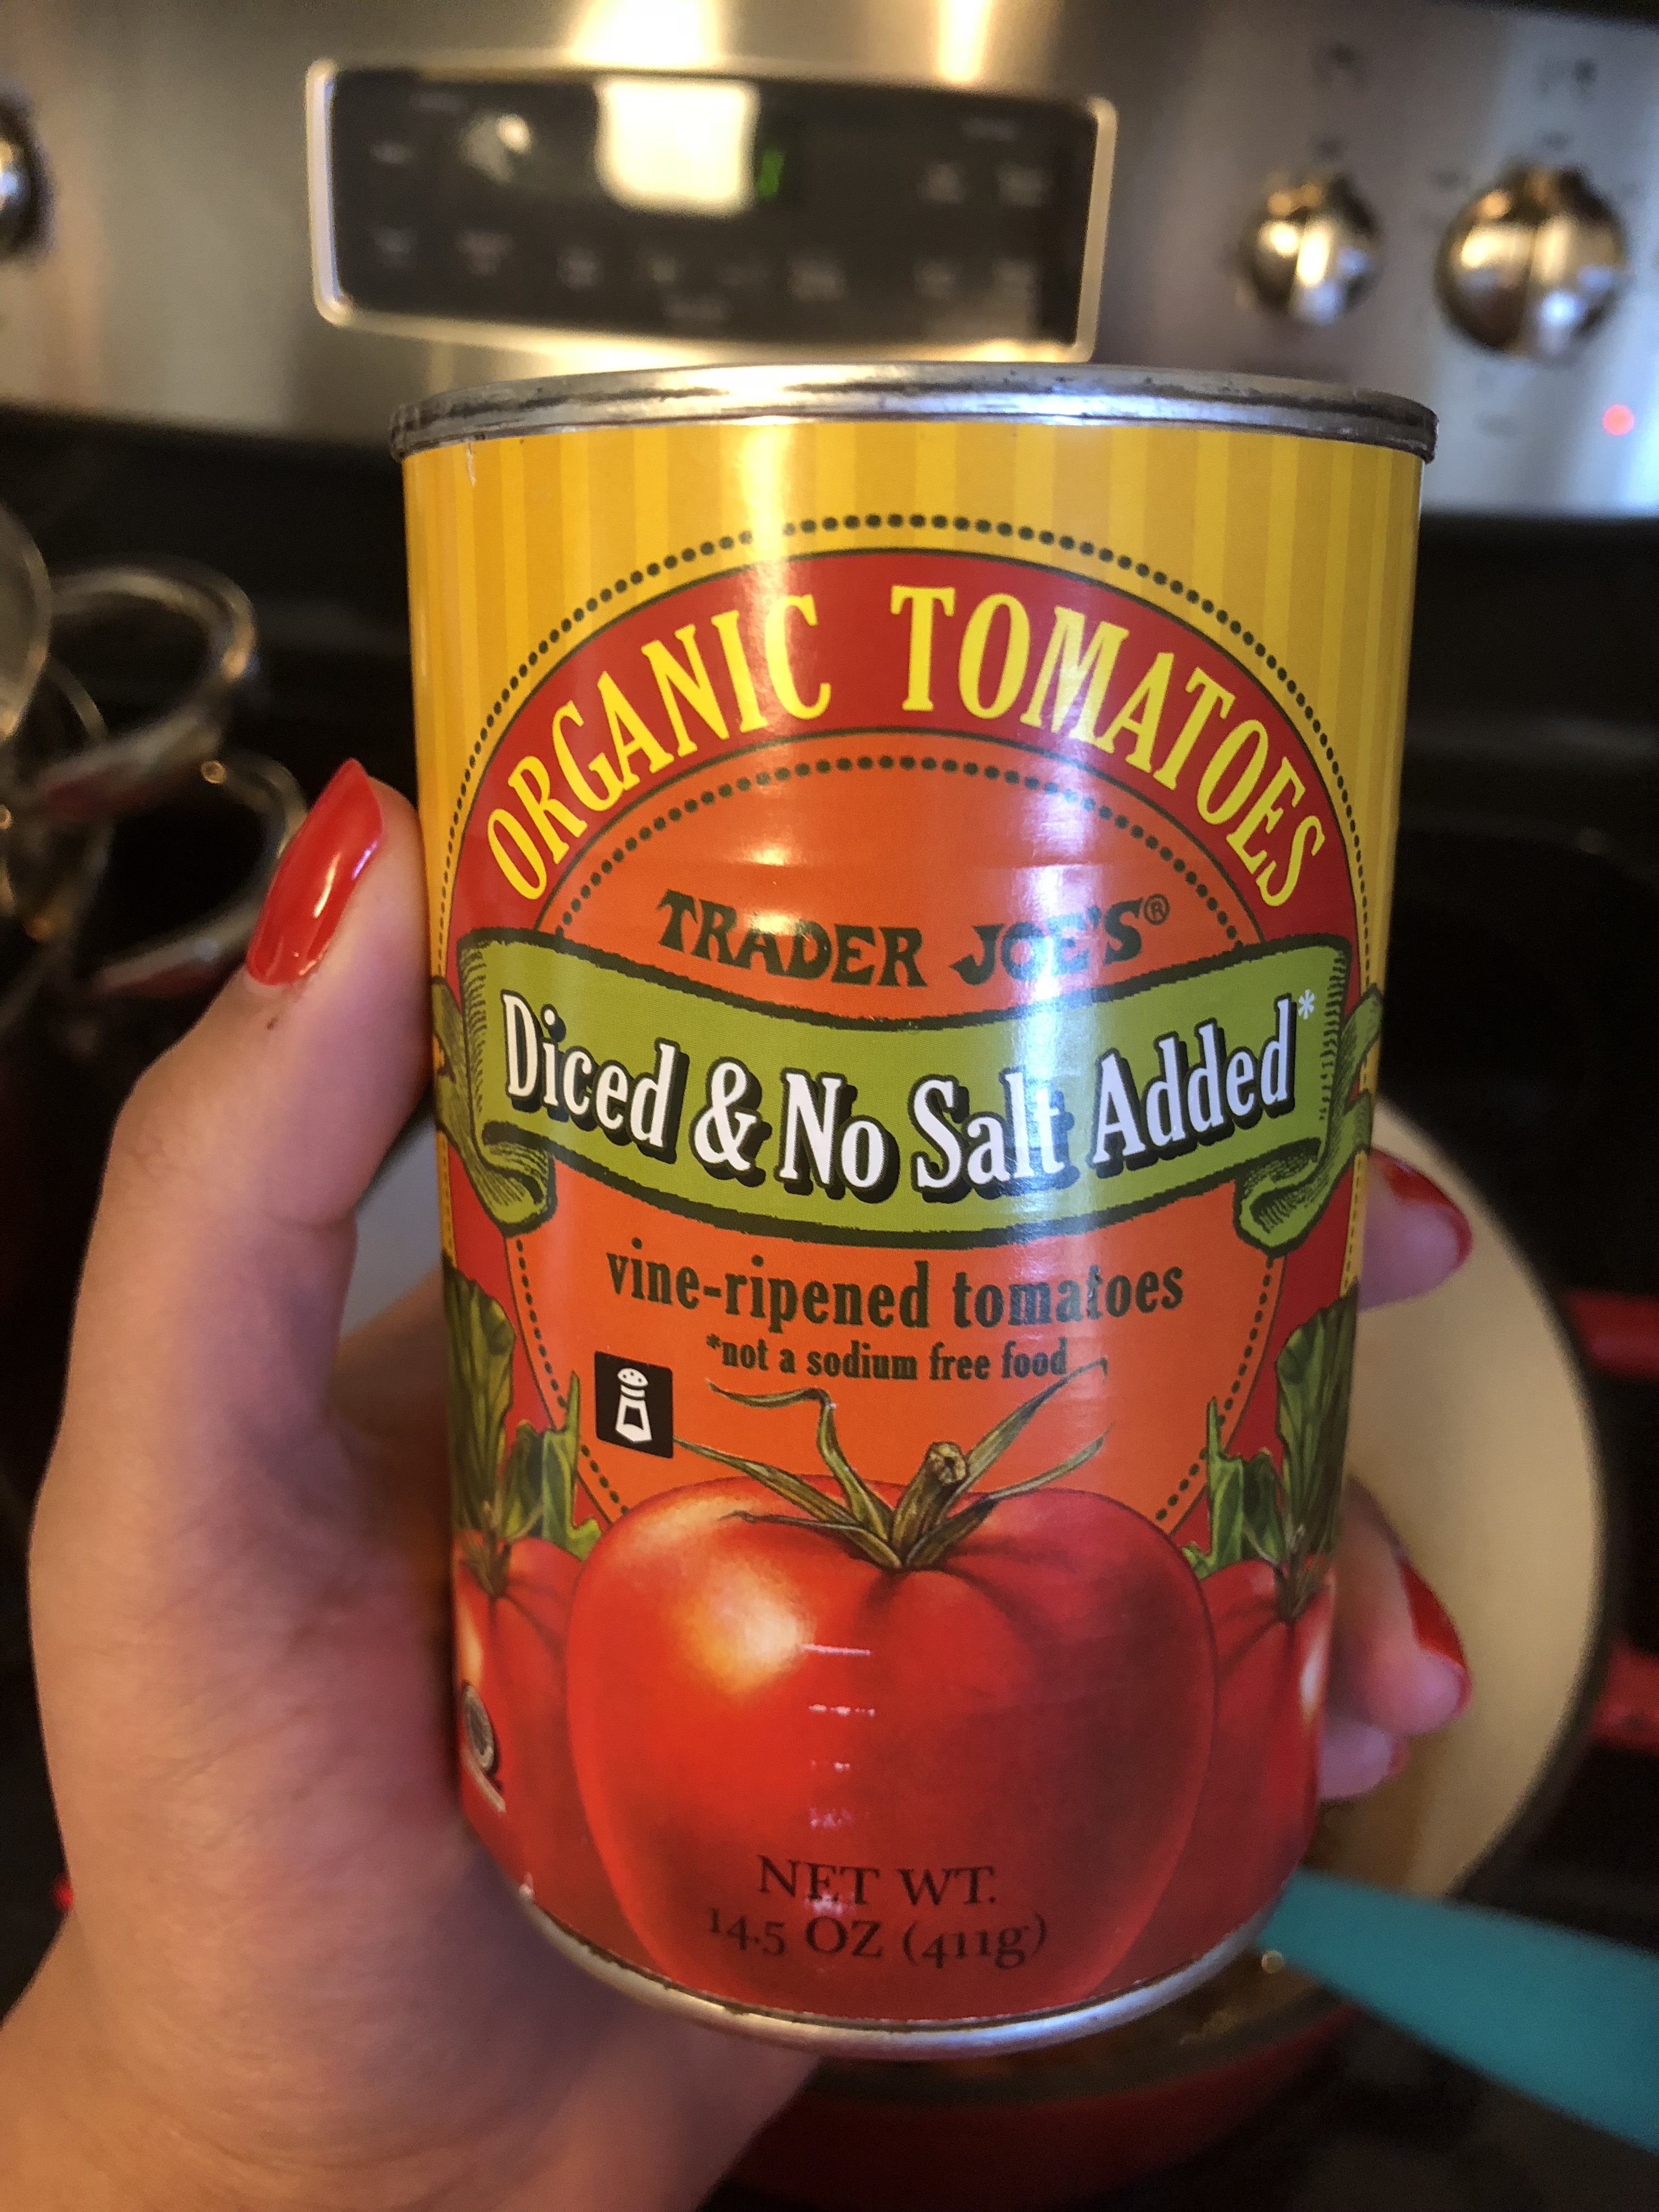 ORGANIC TOMATOES
TRADER JOE'S®
Diced & No Salt Added*
vine-ripened tomatoes
*not a sodium free food
NET WT.
14.5 OZ (411g)